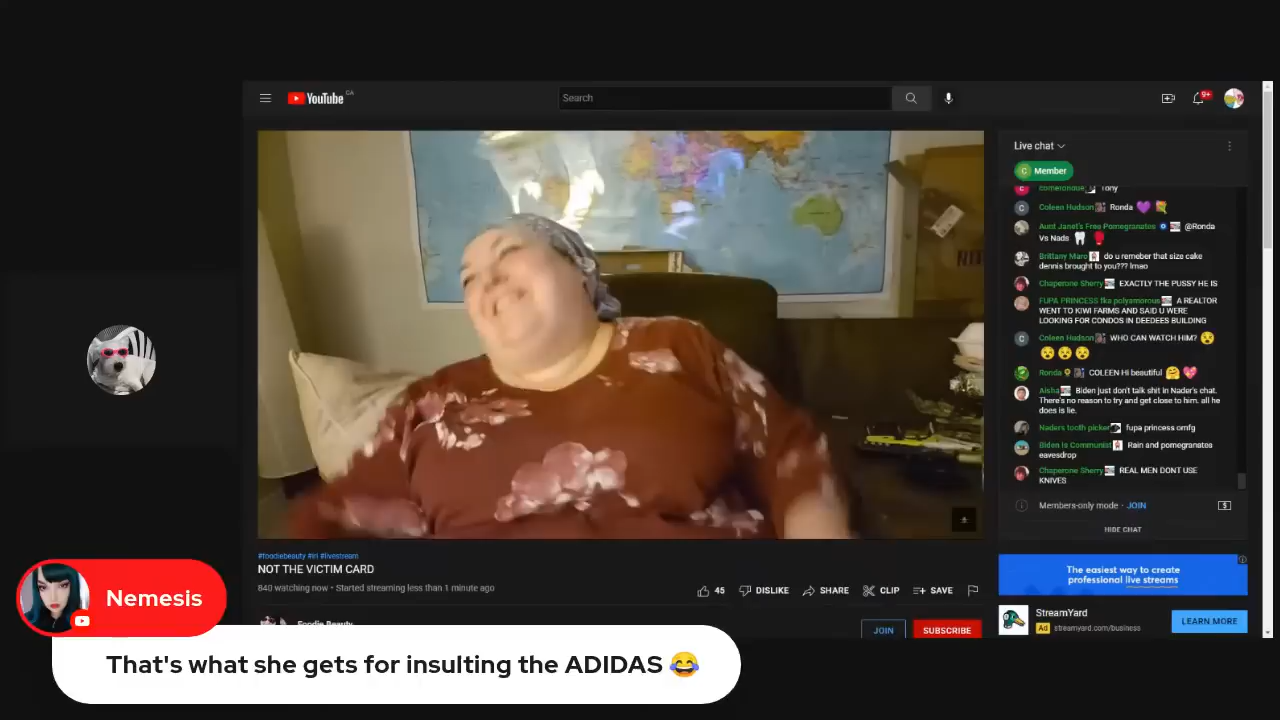 YouTube CA
Search
9+
Live chat
C Member
Tony
Coleen Hudson Ronda 💜 💐
Aunt Janet's Free Pomegranates @Ronda
Vs Nads 🦷 🥊
Brittany Marc do u remeber that size cake
dennis brought to you??? lmao
Chaperone Sherry EXACTLY THE PUSSY HE IS
FUPA PRINCESS fka polyamorous A REALTOR
WENT TO KIWI FARMS AND SAID U WERE
LOOKING FOR CONDOS IN DEEDEES BUILDING
Coleen Hudson WHO CAN WATCH HIM? 😵
😵 😵 😵
Ronda COLEEN Hi beautiful 🤗 💖
Aisha Biden just don't talk shit in Nader's chat.
There's no reason to try and get close to him. all he
does is lie.
Naders tooth picker fupa princess omfg
Biden Is Communist Rain and pomegranates
eavesdrop
Chaperone Sherry REAL MEN DONT USE
KNIVES
Members-only mode · JOIN
HIDE CHAT
#foodiebeauty #irl #livestream
NOT THE VICTIM CARD
840 watching now • Started streaming less than 1 minute ago
45 DISLIKE SHARE CLIP SAVE
Foodie Beauty
JOIN SUBSCRIBE
The easiest way to create
professional live streams
StreamYard
Ad streamyard.com/business
LEARN MORE
Nemesis
That's what she gets for insulting the ADIDAS 😂